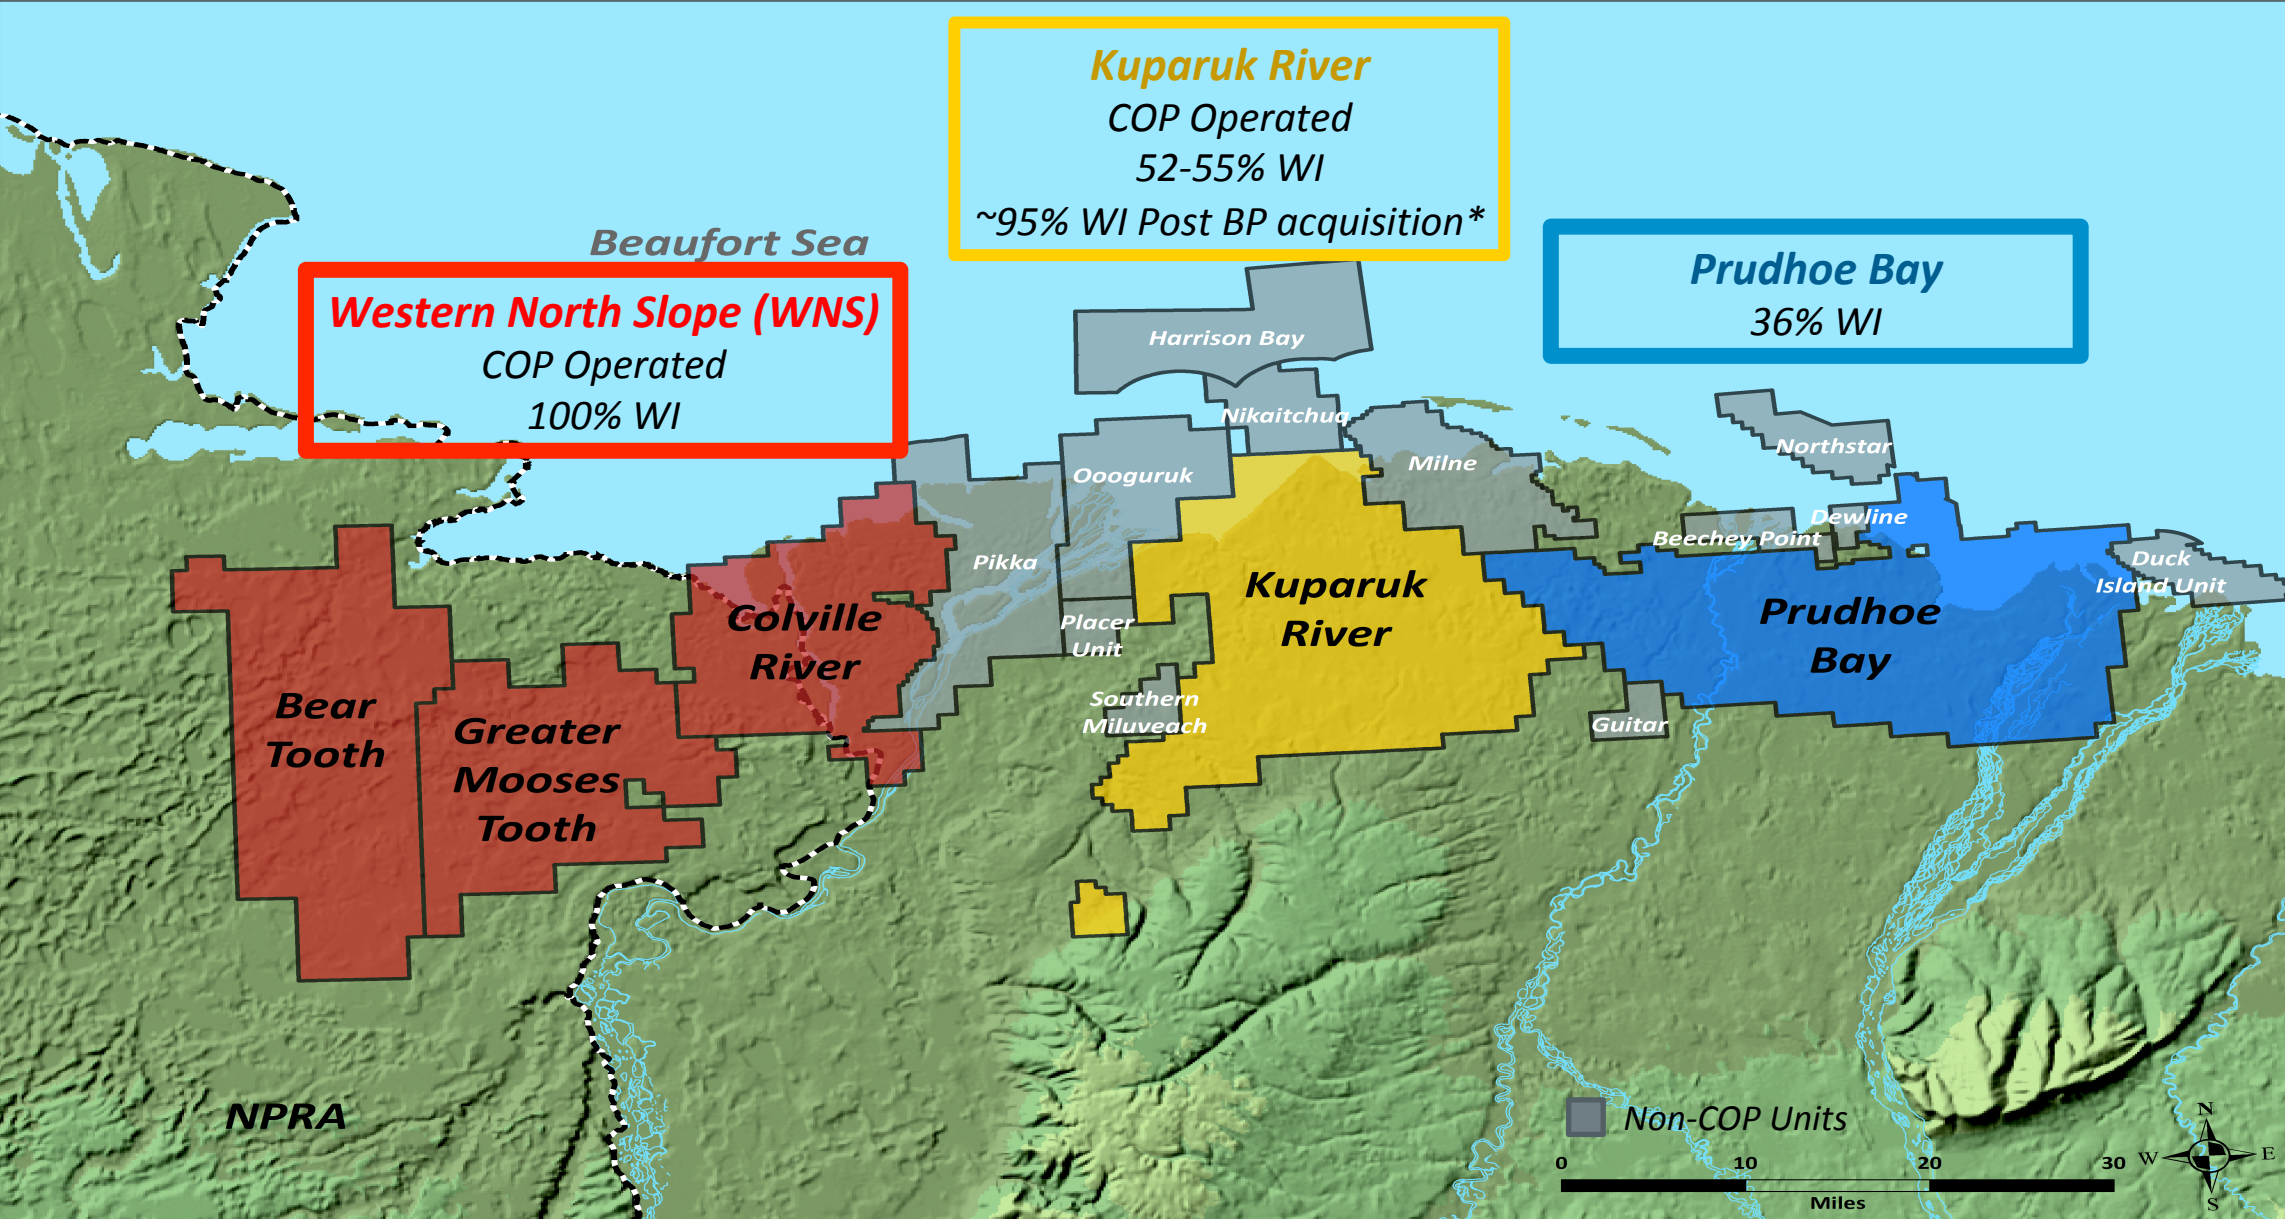 Kuparuk River
COP Operated
52-55% WI
~95% WI Post BP acquisition*
Beaufort Sea
Western North Slope (WNS)
COP Operated
100% WI
Prudhoe Bay
36% WI
Harrison Bay
Nikaitchuq
Oooguruk
Milne
Northstar
Dewline
Beechey Point
Duck
Island Unit
Pikka
Placer
Unit
Southern
Miluveach
Guitar
Colville
River
Kuparuk
River
Prudhoe
Bay
Bear
Tooth
Greater
Mooses
Tooth
NPRA
Non-COP Units
0 10 20 30
Miles
N
W E
S